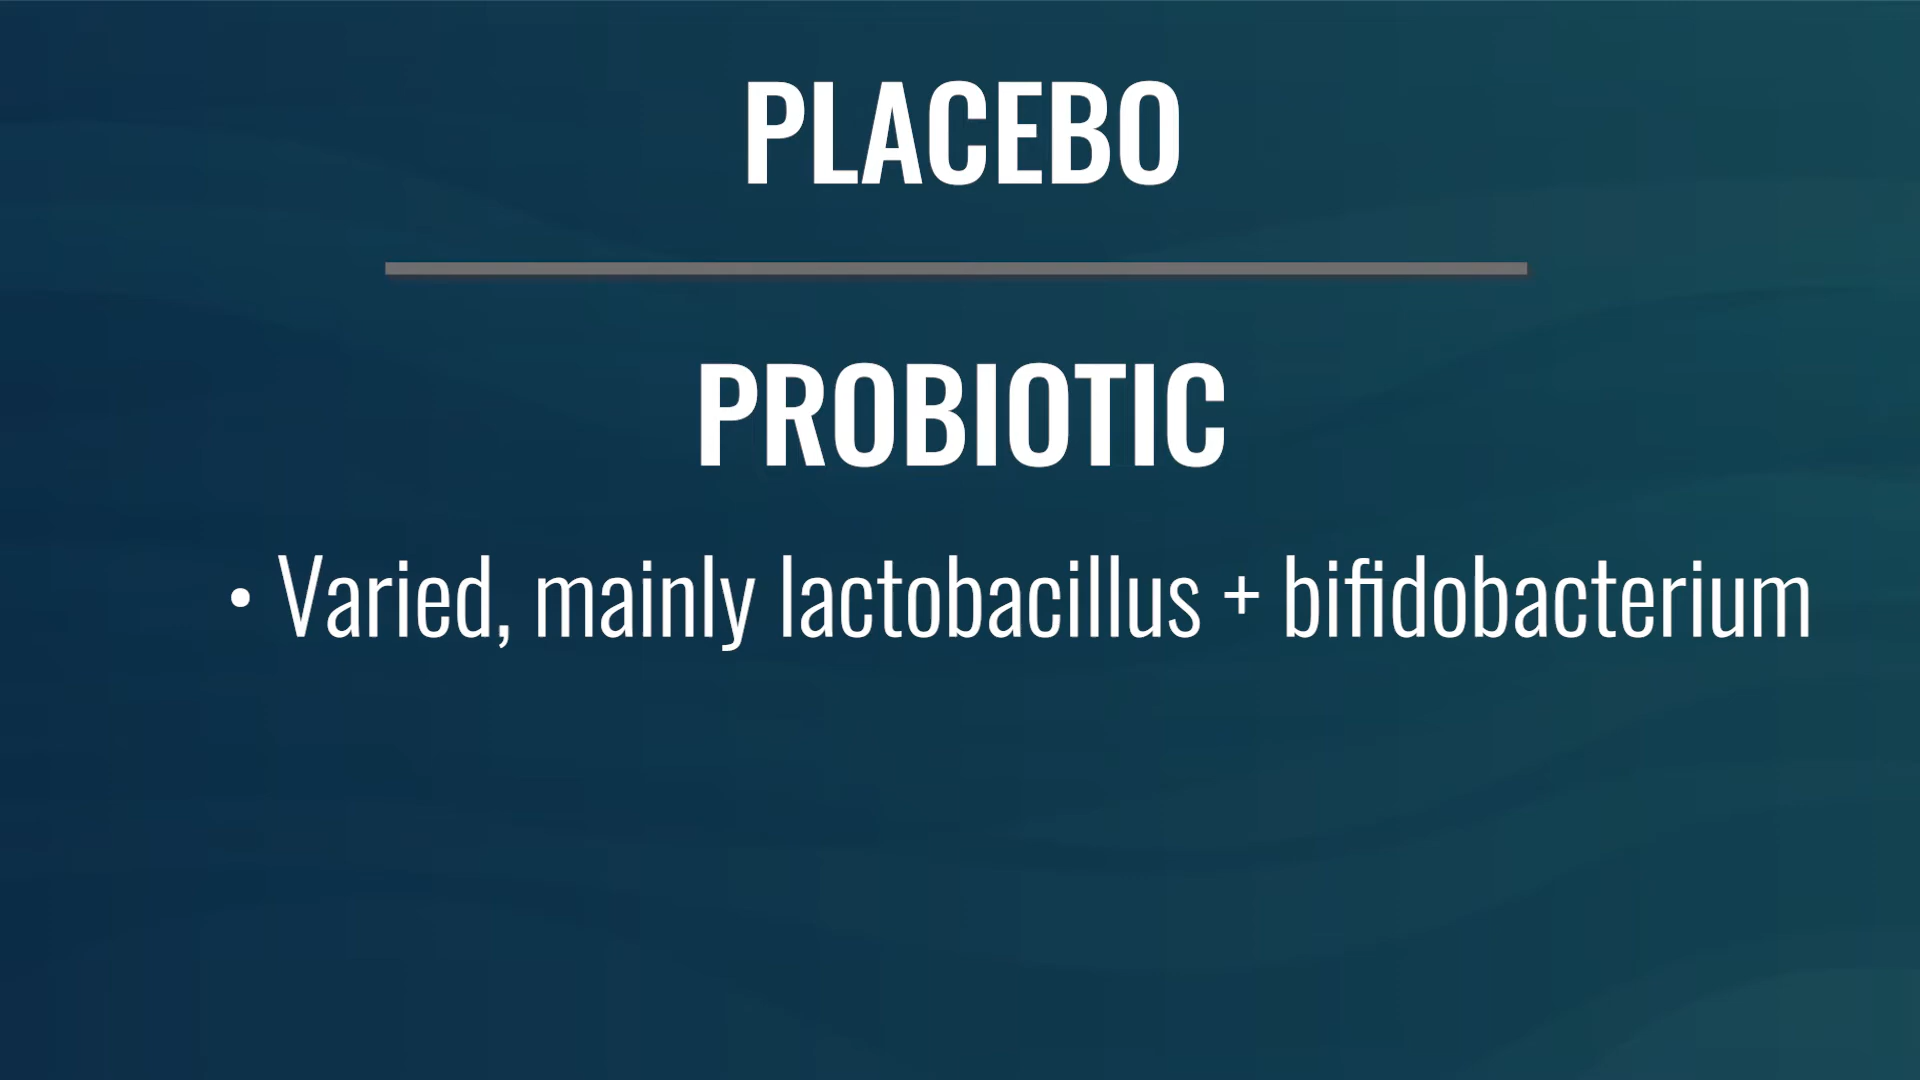 PLACEBO
PROBIOTIC
• Varied, mainly lactobacillus + bifidobacterium